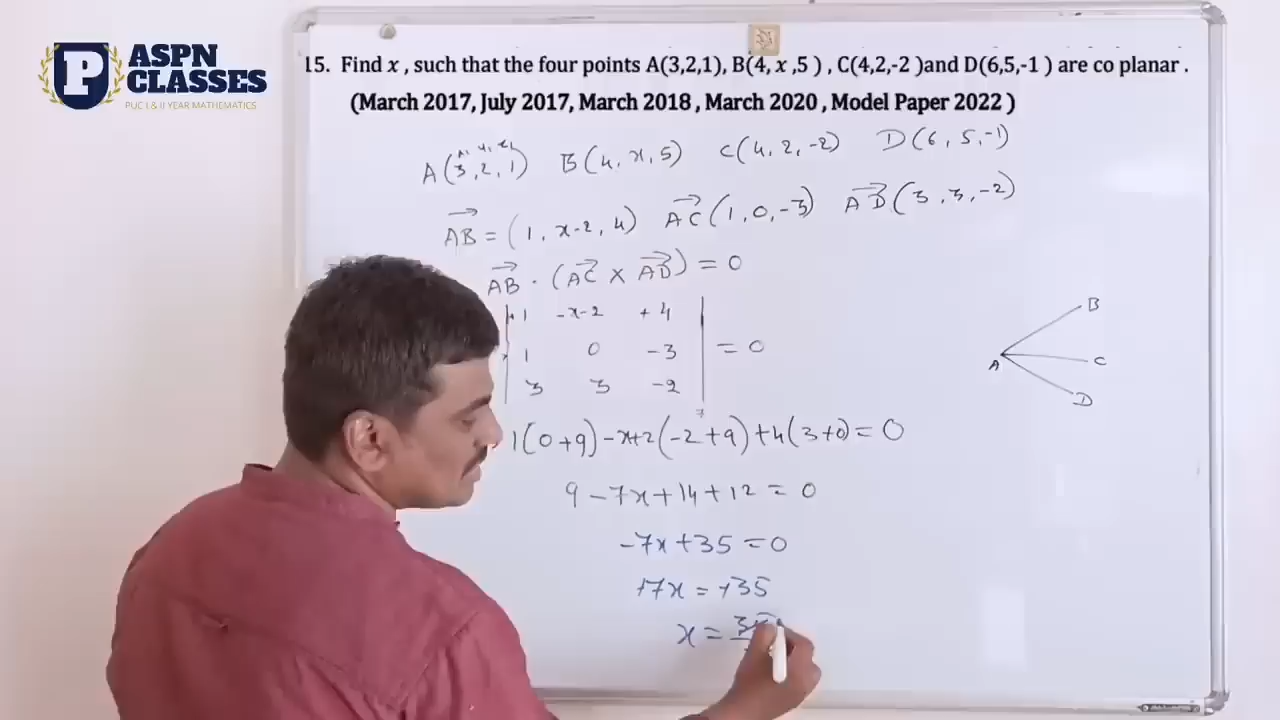 ASPN
CLASSES
PUC I & II YEAR MATHEMATICS
15. Find x , such that the four points A(3,2,1), B(4, x ,5 ) , C(4,2,-2 )and D(6,5,-1 ) are co planar .
(March 2017, July 2017, March 2018 , March 2020 , Model Paper 2022 )
A(3,2,1) B(4,x,5) C(4,2,-2) D(6,5,-1)
AB = (1, x-2, 4) AC(1,0,-3) AD(3,3,-2)
AB · (AC × AD) = 0
+1 -x-2 +4
1 0 -3 = 0
3 3 -2
1(0+9)-x+2(-2+9)+4(3+0)=0
9-7x+14+12=0
-7x+35=0
+7x=+35
x=35
B
A
C
D